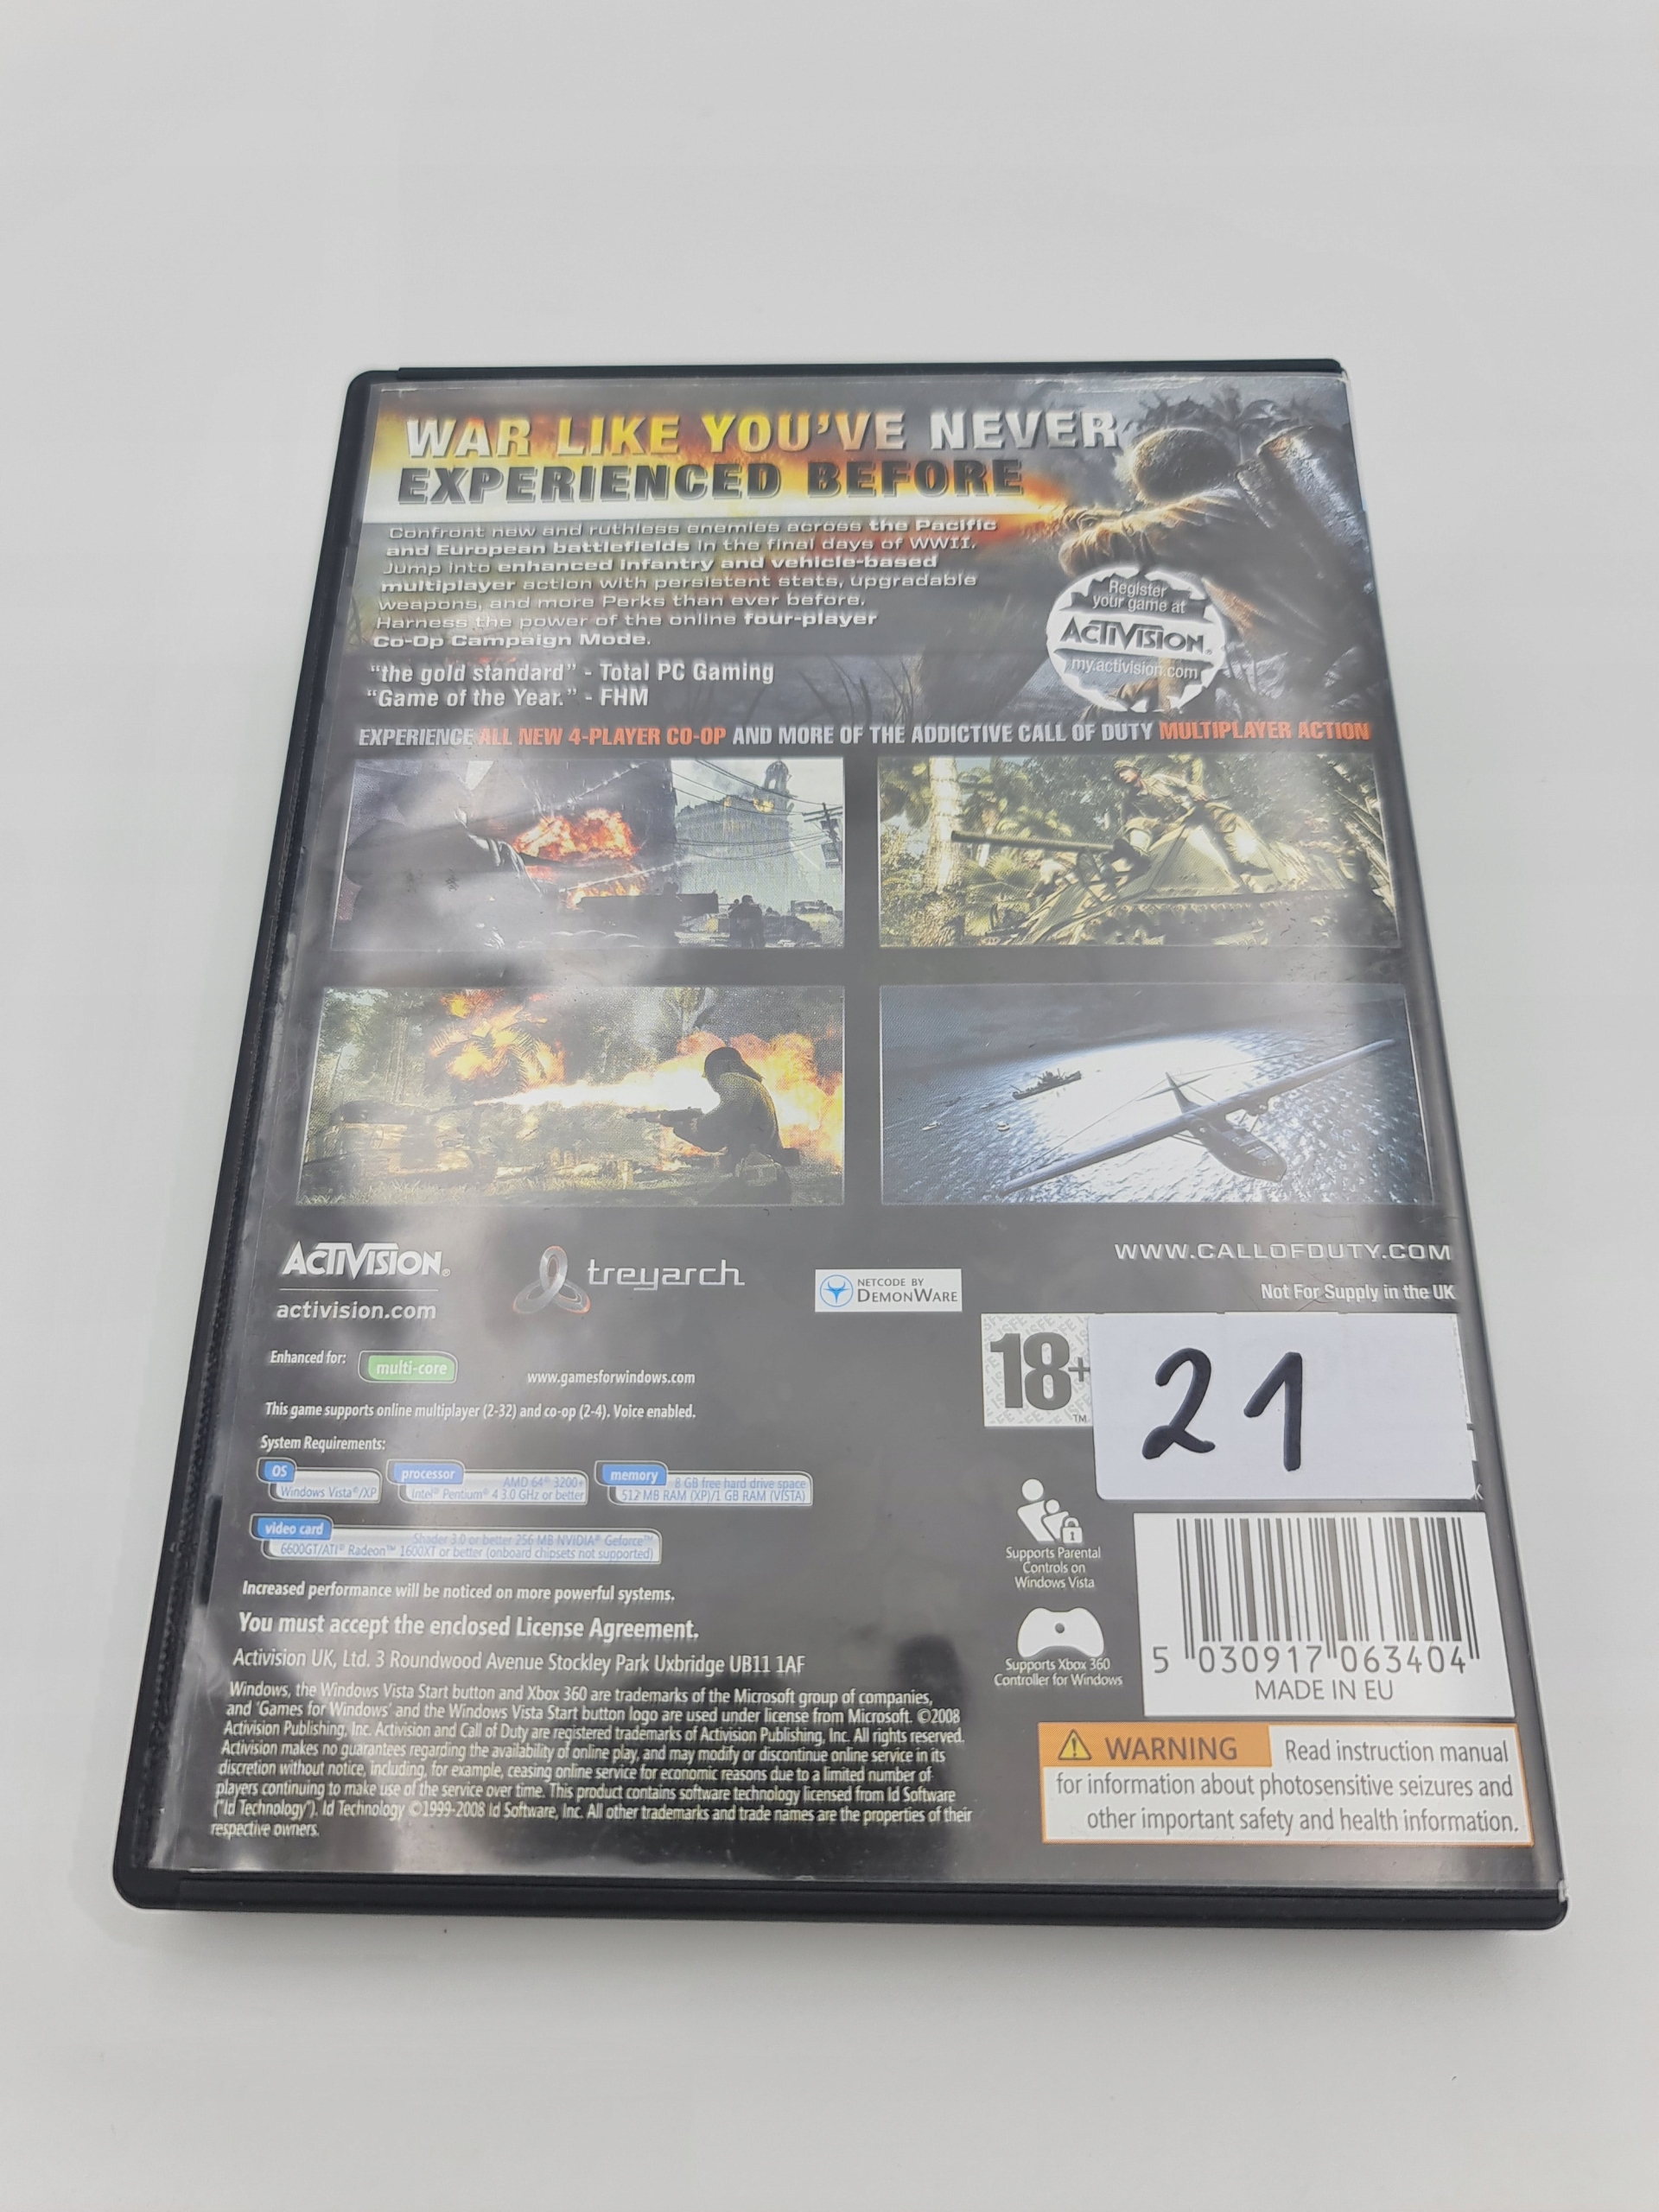 WAR LIKE YOU'VE NEVER
EXPERIENCED BEFORE
Confront new and ruthless enemies across the Pacific
and European battlefields in the final days of WWII.
Jump into enhanced infantry and vehicle-based
multiplayer action with persistent stats, upgradable
weapons, and more Perks than ever before.
Harness the power of the online four-player
Co-Op Campaign Mode.
Register
your game at
ACTIVISION.
my.activision.com
"the gold standard" - Total PC Gaming
"Game of the Year." - FHM
EXPERIENCE ALL NEW 4-PLAYER CO-OP AND MORE OF THE ADDICTIVE CALL OF DUTY MULTIPLAYER ACTION
ACTIVISION®
activision.com
treyarch
NETCODE BY
DEMONWARE
WWW.CALLOFDUTY.COM
Not For Supply in the UK
Enhanced for: multi-core
www.gamesforwindows.com
This game supports online multiplayer (2-32) and co-op (2-4). Voice enabled.
18+
TM
21
System Requirements:
OS
Windows Vista®/XP
processor
AMD 64® 3200+
Intel® Pentium® 4 3.0 GHz or better
memory
8 GB free hard drive space
512 MB RAM (XP)/1 GB RAM (VISTA)
video card
Shader 3.0 or better 256 MB NVIDIA® Geforce™
6600GT/ATI® Radeon™ 1600XT or better (onboard chipsets not supported)
Increased performance will be noticed on more powerful systems.
You must accept the enclosed License Agreement.
Activision UK, Ltd. 3 Roundwood Avenue Stockley Park Uxbridge UB11 1AF
Windows, the Windows Vista Start button and Xbox 360 are trademarks of the Microsoft group of companies,
and 'Games for Windows' and the Windows Vista Start button logo are used under license from Microsoft. ©2008
Activision Publishing, Inc. Activision and Call of Duty are registered trademarks of Activision Publishing, Inc. All rights reserved.
Activision makes no guarantees regarding the availability of online play, and may modify or discontinue online service in its
discretion without notice, including, for example, ceasing online service for economic reasons due to a limited number of
players continuing to make use of the service over time. This product contains software technology licensed from Id Software
("Id Technology"). Id Technology ©1999-2008 Id Software, Inc. All other trademarks and trade names are the properties of their
respective owners.
Supports Parental
Controls on
Windows Vista
Supports Xbox 360
Controller for Windows
5 030917 063404
MADE IN EU
WARNING Read instruction manual
for information about photosensitive seizures and
other important safety and health information.